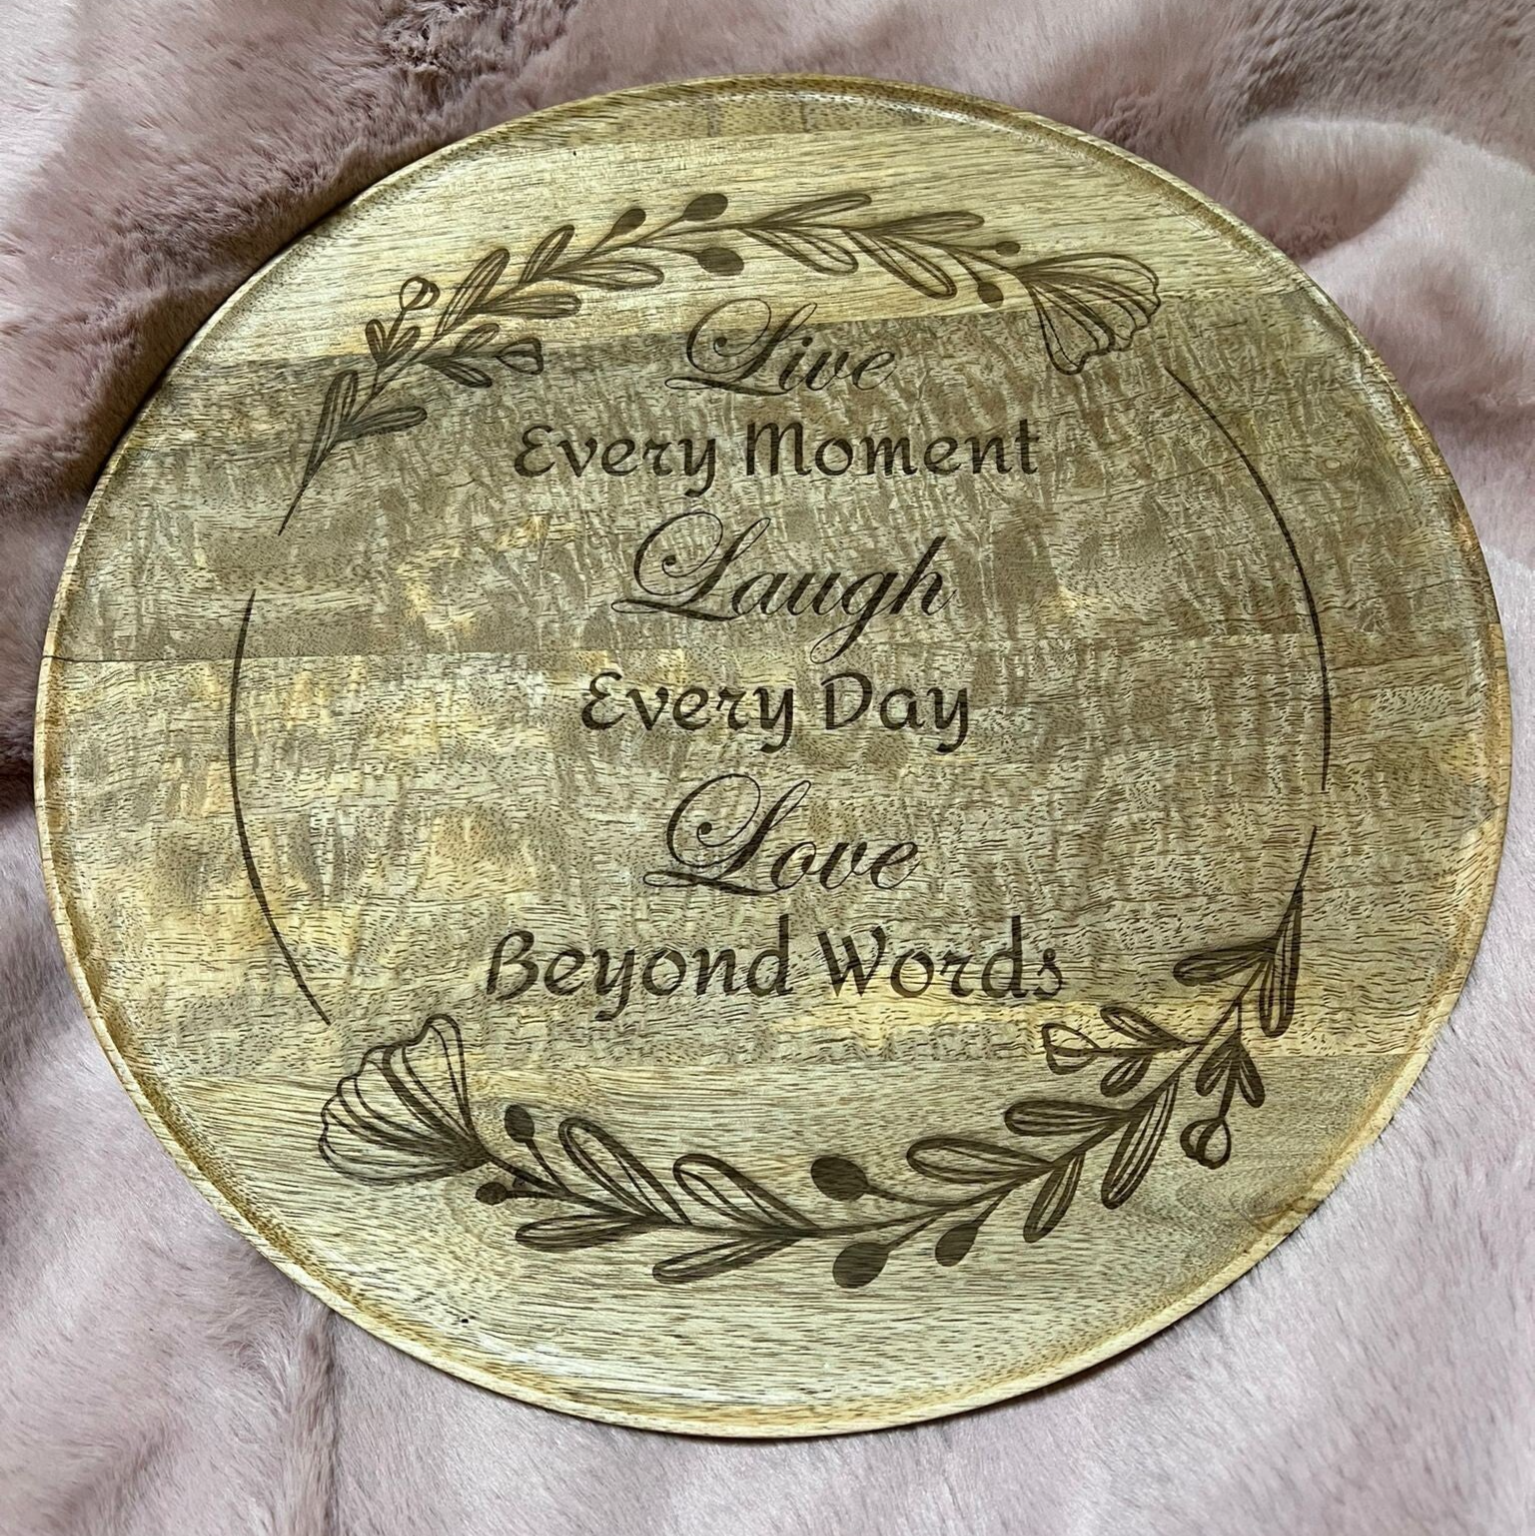 Live
Every Moment
Laugh
Every Day
Love
Beyond Words